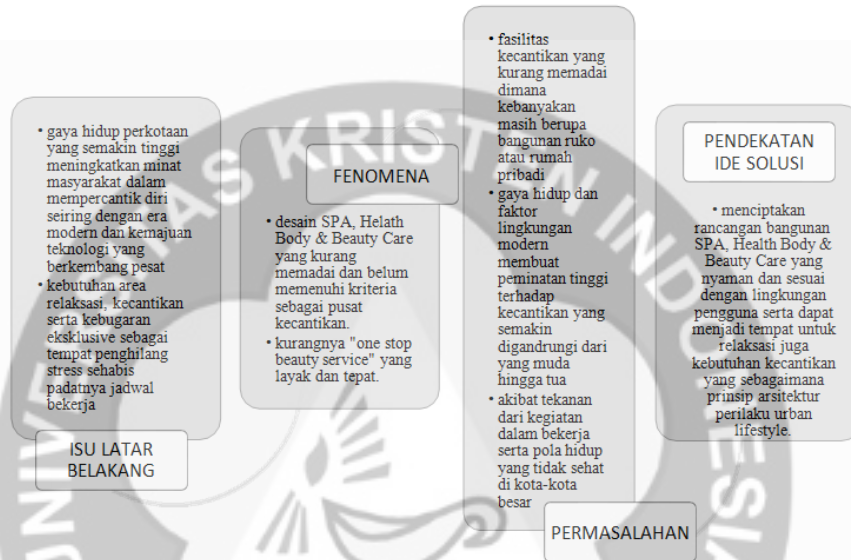 • gaya hidup perkotaan
yang semakin tinggi
meningkatkan minat
masyarakat dalam
mempercantik diri
seiring dengan era
modern dan kemajuan
teknologi yang
berkembang pesat
• kebutuhan area
relaksasi, kecantikan
serta kebugaran
eksklusive sebagai
tempat penghilang
stress sehabis
padatnya jadwal
bekerja
ISU LATAR
BELAKANG
FENOMENA
• desain SPA, Helath
Body & Beauty Care
yang kurang
memadai dan belum
memenuhi kriteria
sebagai pusat
kecantikan.
• kurangnya "one stop
beauty service" yang
layak dan tepat.
• fasilitas
kecantikan yang
kurang memadai
dimana
kebanyakan
masih berupa
bangunan ruko
atau rumah
pribadi
• gaya hidup dan
faktor
lingkungan
modern
membuat
peminatan tinggi
terhadap
kecantikan yang
semakin
digandrungi dari
yang muda
hingga tua
• akibat tekanan
dari kegiatan
dalam bekerja
serta pola hidup
yang tidak sehat
di kota-kota
besar
PERMASALAHAN
PENDEKATAN
IDE SOLUSI
• menciptakan
rancangan bangunan
SPA, Health Body &
Beauty Care yang
nyaman dan sesuai
dengan lingkungan
pengguna serta dapat
menjadi tempat untuk
relaksasi juga
kebutuhan kecantikan
yang sebagaimana
prinsip arsitektur
perilaku urban
lifestyle.
UNIVERSITAS KRISTEN INDONESIA